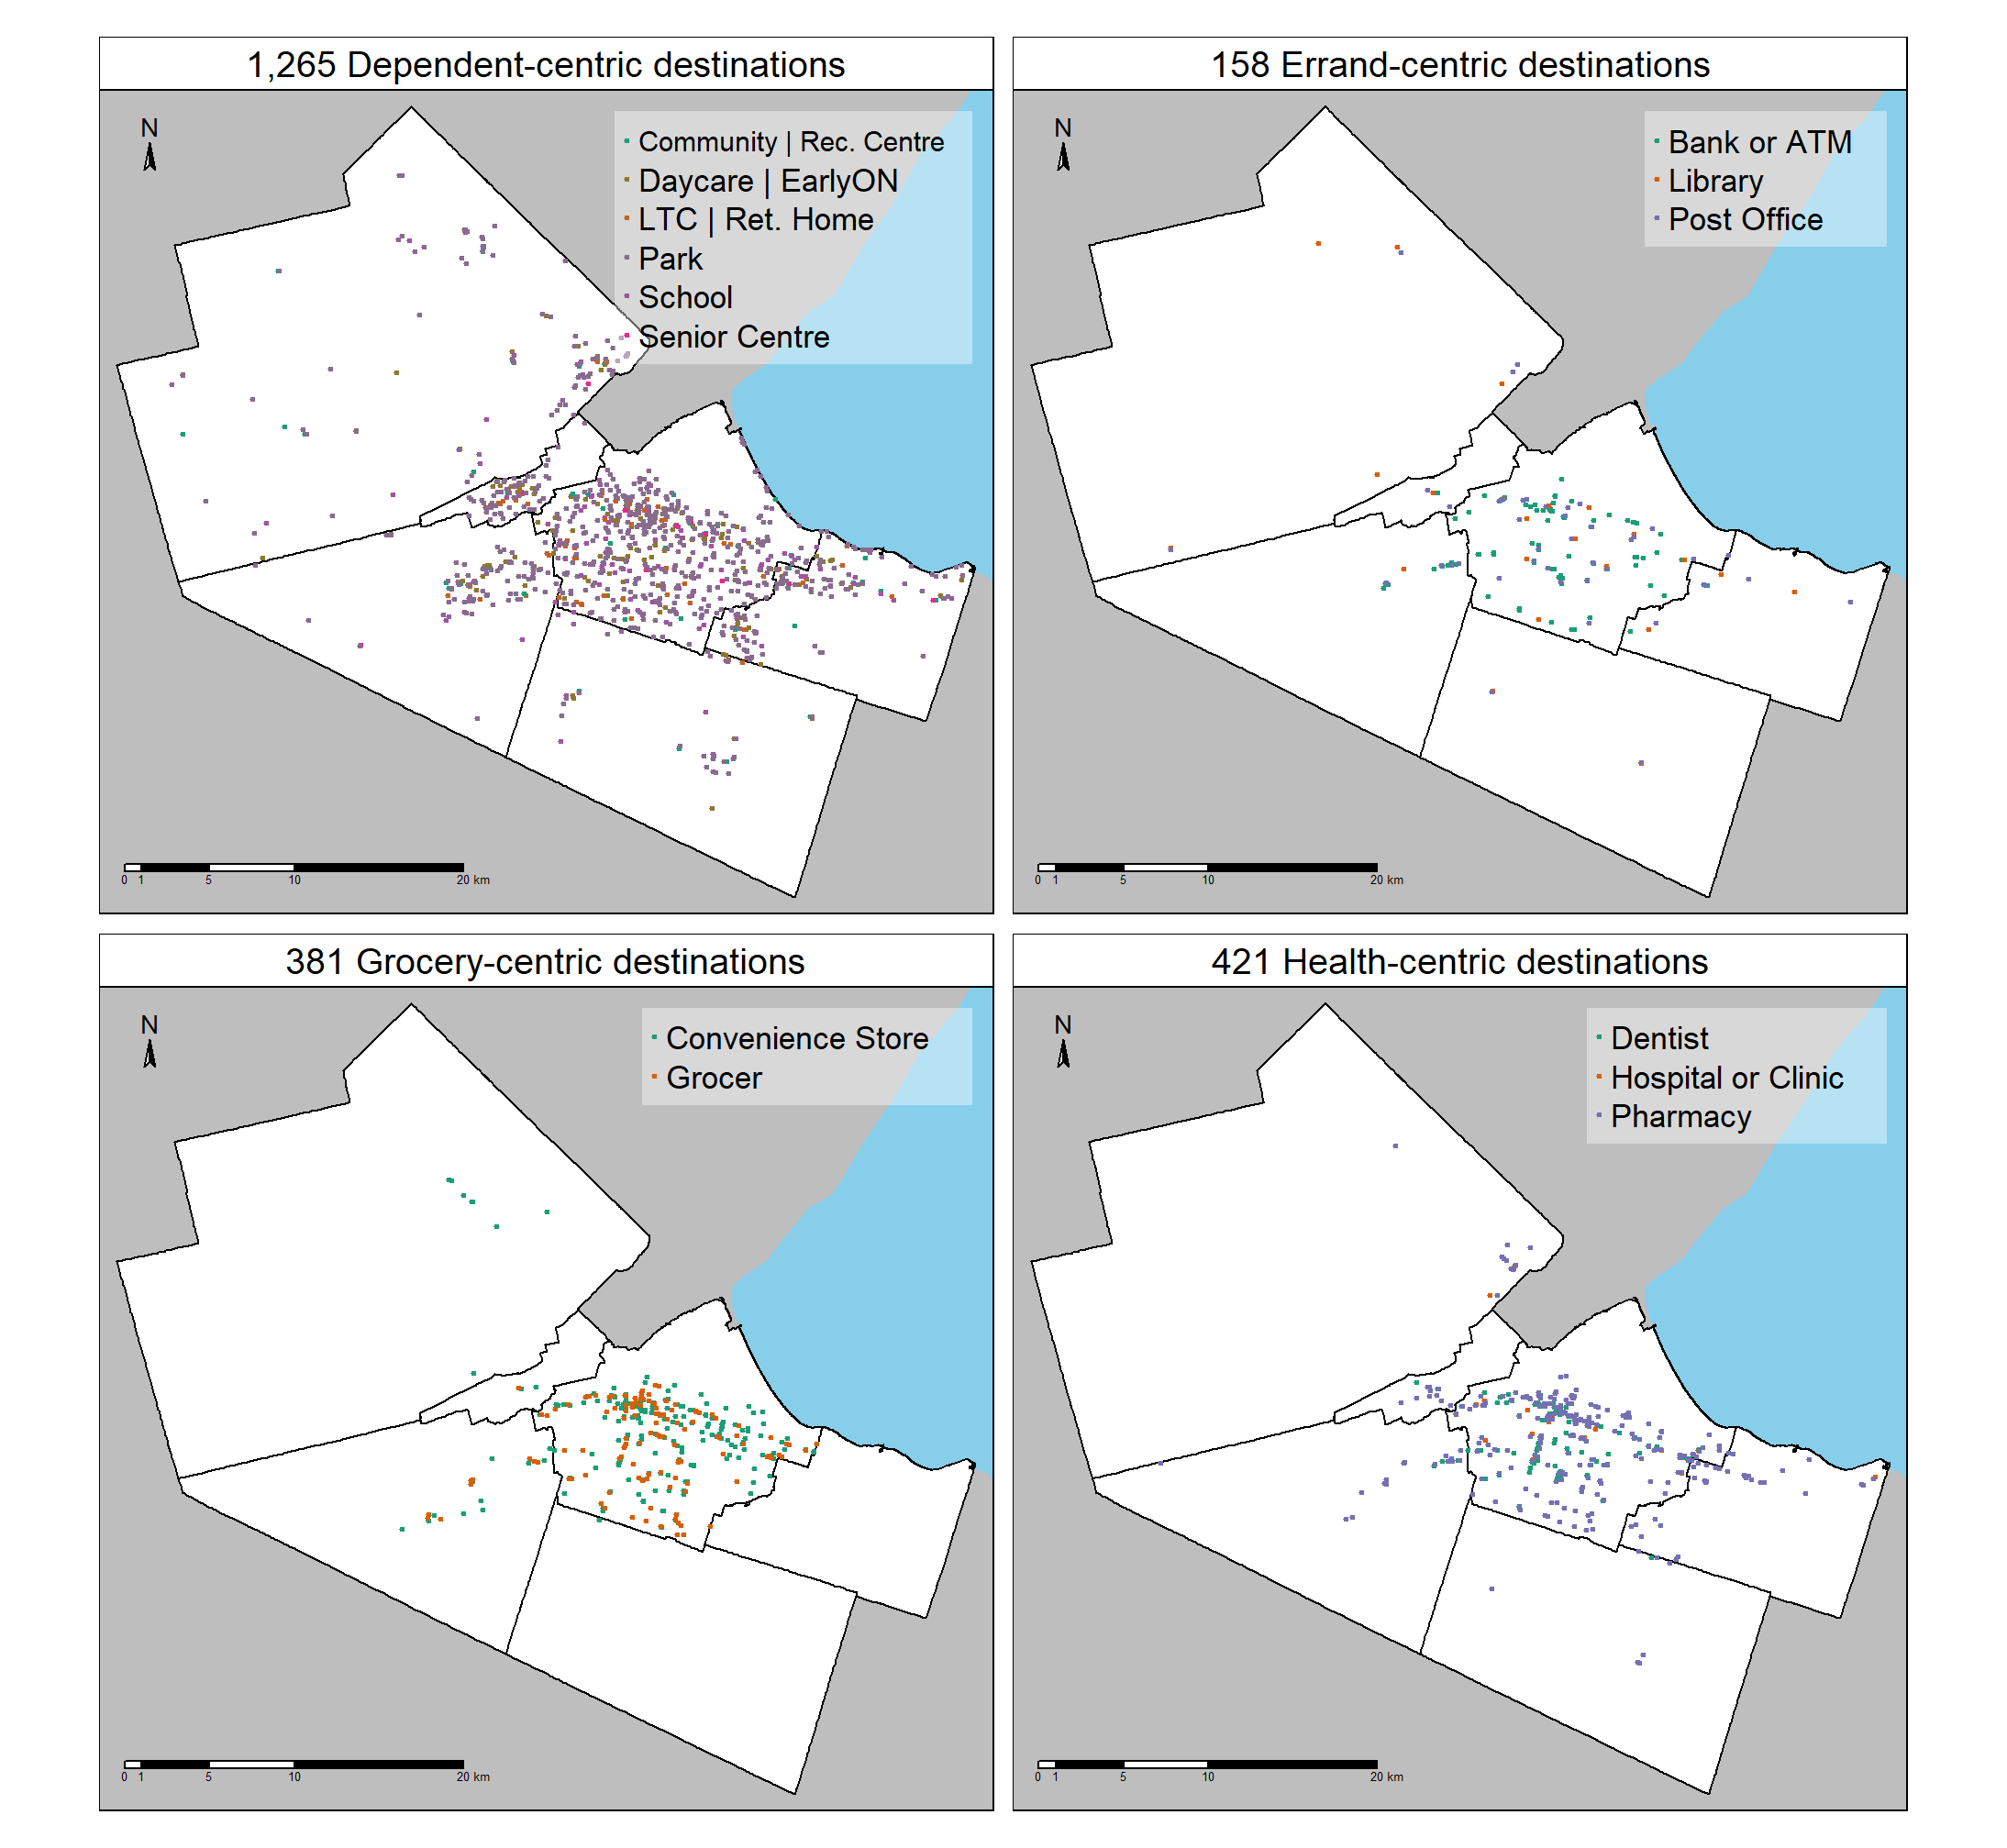 1,265 Dependent-centric destinations
N
Community | Rec. Centre
Daycare | EarlyON
LTC | Ret. Home
Park
School
Senior Centre
0 1 5 10 20 km
158 Errand-centric destinations
N
Bank or ATM
Library
Post Office
0 1 5 10 20 km
381 Grocery-centric destinations
N
Convenience Store
Grocer
0 1 5 10 20 km
421 Health-centric destinations
N
Dentist
Hospital or Clinic
Pharmacy
0 1 5 10 20 km